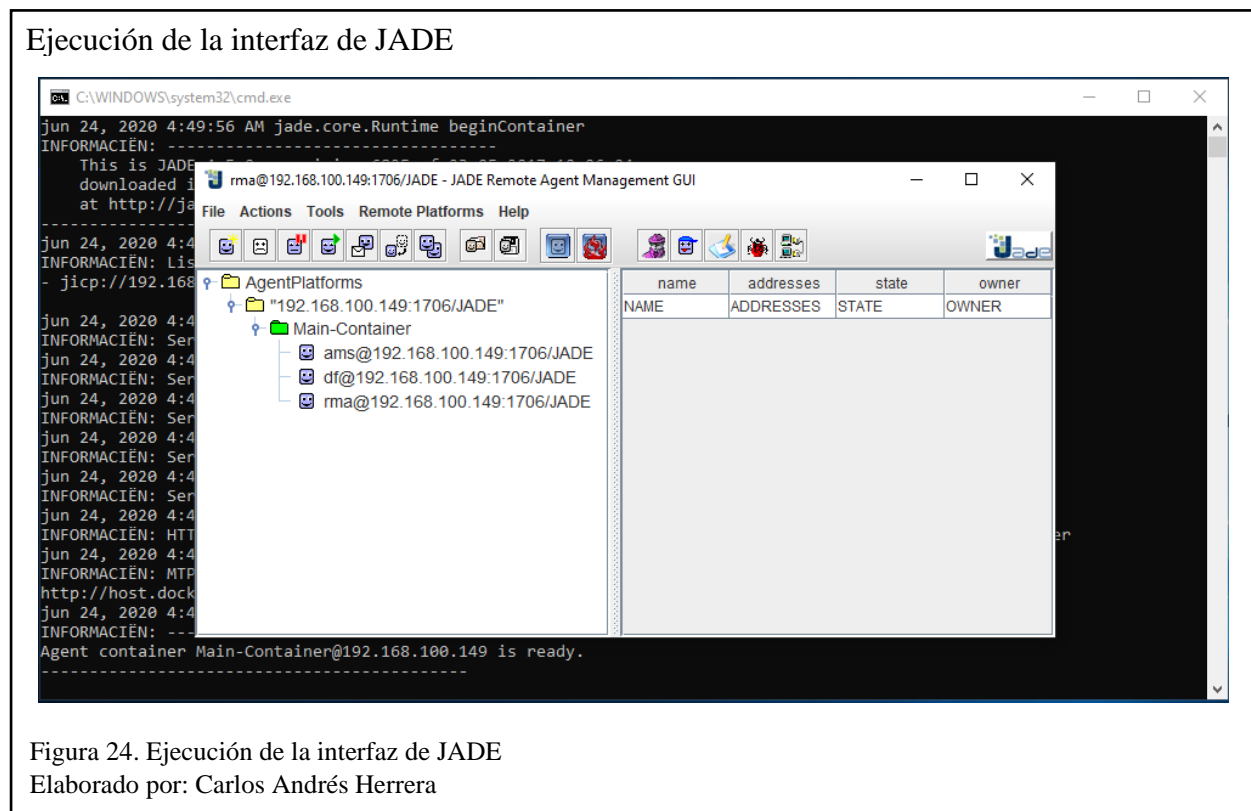 Ejecución de la interfaz de JADE
C:\WINDOWS\system32\cmd.exe
jun 24, 2020 4:49:56 AM jade.core.Runtime beginContainer
INFORMACIËN: ----------------------------------
This is JADE
downloaded i
at http://ja
jun 24, 2020 4:4
INFORMACIËN: Lis
- jicp://192.168
jun 24, 2020 4:4
INFORMACIËN: Ser
jun 24, 2020 4:4
INFORMACIËN: Ser
jun 24, 2020 4:4
INFORMACIËN: Ser
jun 24, 2020 4:4
INFORMACIËN: Ser
jun 24, 2020 4:4
INFORMACIËN: Ser
jun 24, 2020 4:4
INFORMACIËN: HTT
er
jun 24, 2020 4:4
INFORMACIËN: MTP
http://host.dock
jun 24, 2020 4:4
INFORMACIËN: ---
Agent container Main-Container@192.168.100.149 is ready.
--------------------------------------------
rma@192.168.100.149:1706/JADE - JADE Remote Agent Management GUI
File Actions Tools Remote Platforms Help
Jade
AgentPlatforms
"192.168.100.149:1706/JADE"
Main-Container
ams@192.168.100.149:1706/JADE
df@192.168.100.149:1706/JADE
rma@192.168.100.149:1706/JADE
name addresses state owner
NAME ADDRESSES STATE OWNER
Figura 24. Ejecución de la interfaz de JADE
Elaborado por: Carlos Andrés Herrera